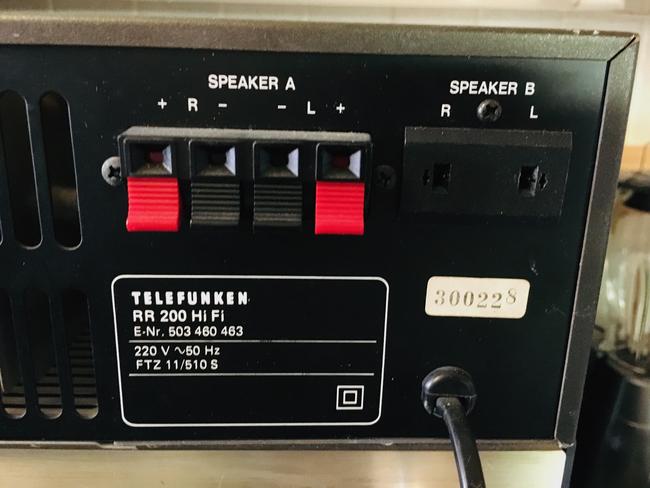 SPEAKER A
+ R − − L +
SPEAKER B
R L
TELEFUNKEN
RR 200 Hi Fi
E-Nr. 503 460 463
220 V ∿50 Hz
FTZ 11/510 S
300228